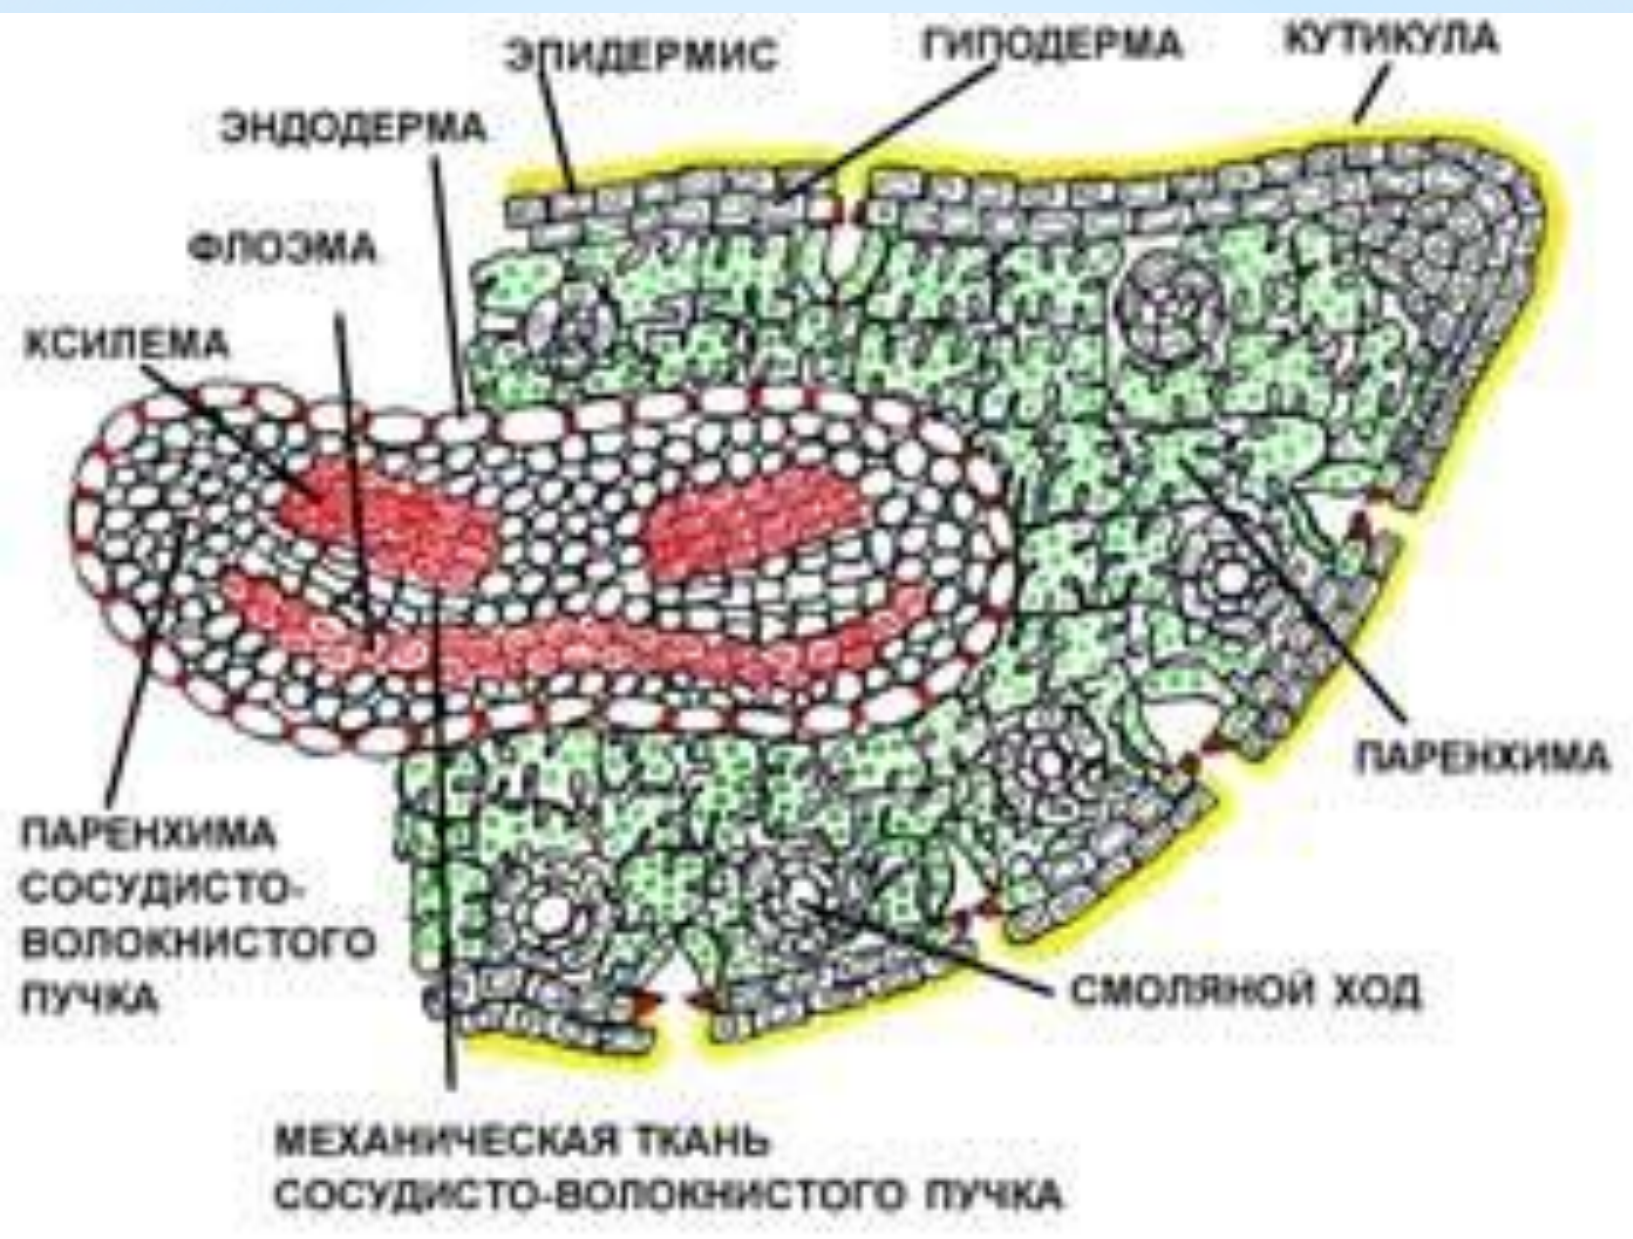 ЭПИДЕРМИС
ГИПОДЕРМА
КУТИКУЛА
ЭНДОДЕРМА
ФЛОЭМА
КСИЛЕМА
ПАРЕНХИМА
ПАРЕНХИМА
СОСУДИСТО-
ВОЛОКНИСТОГО
ПУЧКА
СМОЛЯНОЙ ХОД
МЕХАНИЧЕСКАЯ ТКАНЬ
СОСУДИСТО-ВОЛОКНИСТОГО ПУЧКА